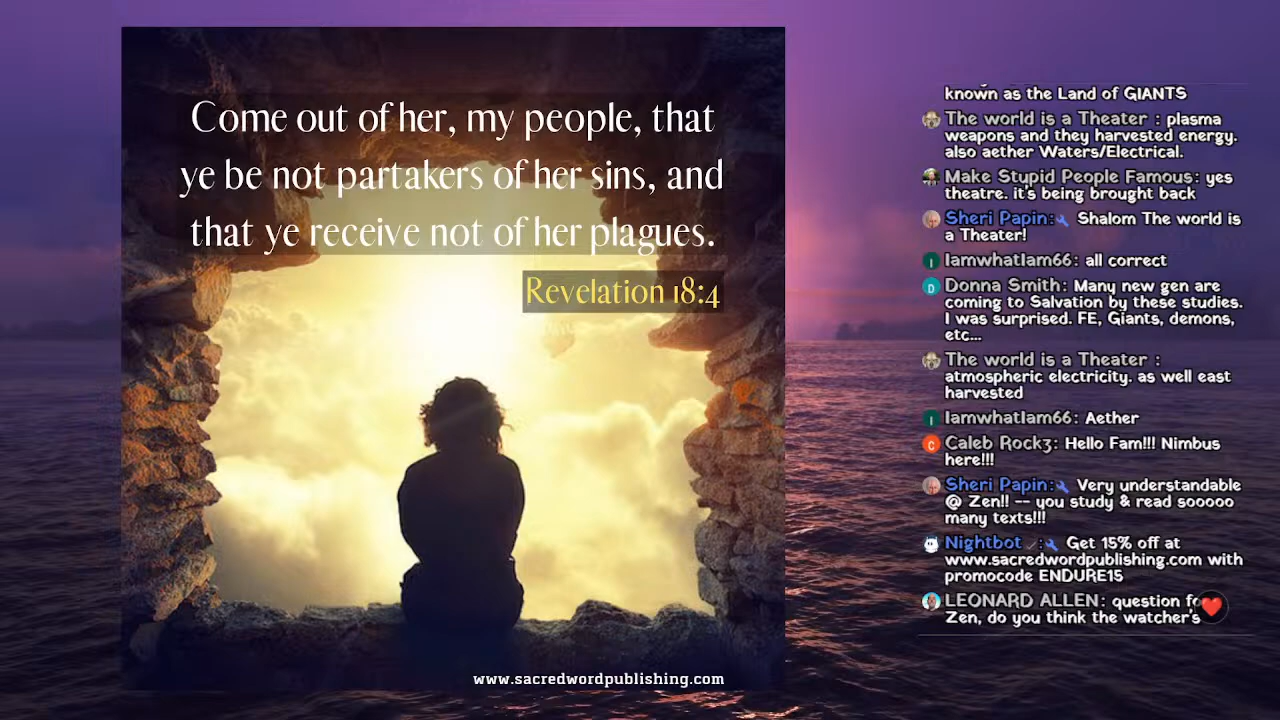 Come out of her, my people, that
ye be not partakers of her sins, and
that ye receive not of her plagues.
Revelation 18:4
www.sacredwordpublishing.com
known as the Land of GIANTS
The world is a Theater : plasma
weapons and they harvested energy.
also aether Waters/Electrical.
Make Stupid People Famous: yes
theatre. it's being brought back
Sheri Papin: Shalom The world is
a Theater!
Iamwhatiam66: all correct
Donna Smith: Many new gen are
coming to Salvation by these studies.
I was surprised. FE, Giants, demons,
etc...
The world is a Theater :
atmospheric electricity. as well east
harvested
Iamwhatiam66: Aether
Caleb Rock3: Hello Fam!!! Nimbus
here!!!
Sheri Papin: Very understandable
@ Zen!! -- you study & read sooooo
many texts!!!
Nightbot : Get 15% off at
www.sacredwordpublishing.com with
promocode ENDURE15
LEONARD ALLEN: question
Zen, do you think the watcher's